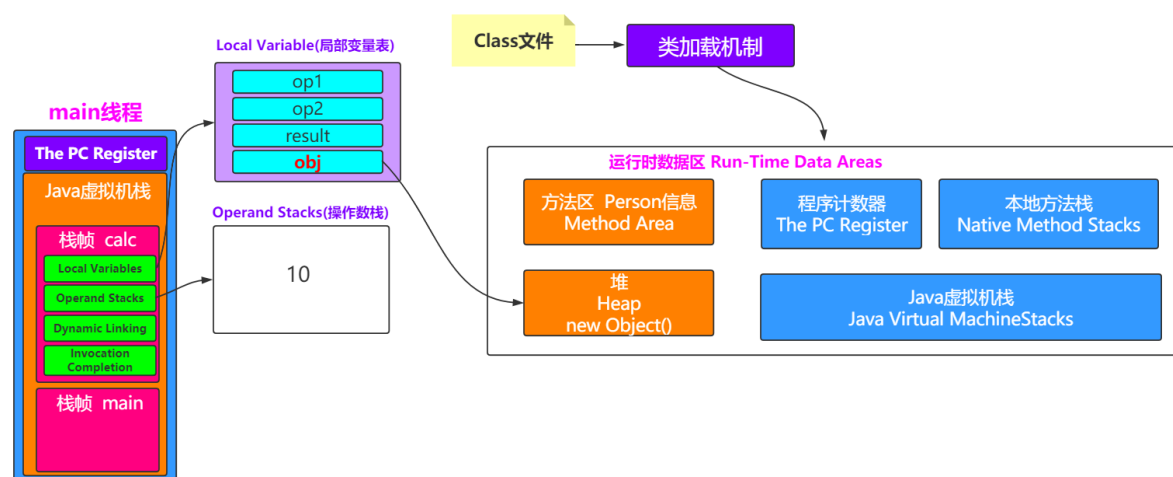 main线程
The PC Register
Java虚拟机栈
栈帧 calc
Local Variables
Operand Stacks
Dynamic Linking
Invocation
Completion
栈帧 main
Local Variable(局部变量表)
op1
op2
result
obj
Operand Stacks(操作数栈)
10
Class文件
类加载机制
运行时数据区 Run-Time Data Areas
方法区 Person信息
Method Area
程序计数器
The PC Register
本地方法栈
Native Method Stacks
堆
Heap
new Object()
Java虚拟机栈
Java Virtual MachineStacks